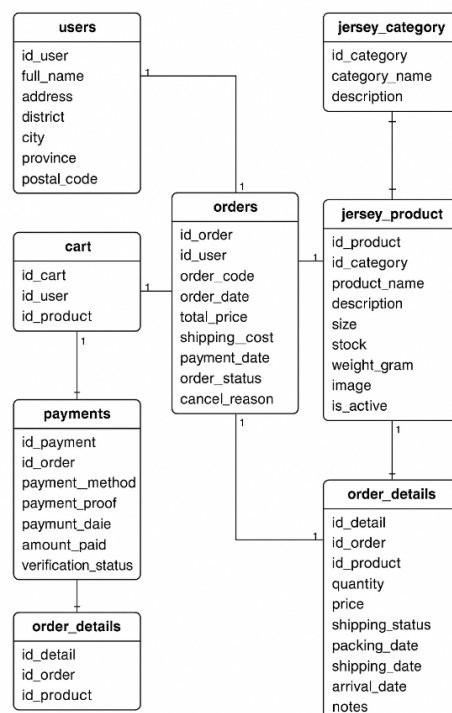 users
id_user
full_name
address
district
city
province
postal_code
1
1
jersey_category
id_category
category_name
description
orders
id_order
id_user
order_code
order_date
total_price
shipping__cost
payment_date
order_status
cancel_reason
1
1
1
jersey_product
id_product
id_category
product_name
description
size
stock
weight_gram
image
is_active
1
cart
id_cart
id_user
id_product
1
payments
id_payment
id_order
payment__method
payment_proof
paymunt_daie
amount_paid
verification_status
order_details
id_detail
id_order
id_product
1
order_details
id_detail
id_order
id_product
quantity
price
shipping_status
packing_date
shipping_date
arrival_date
notes